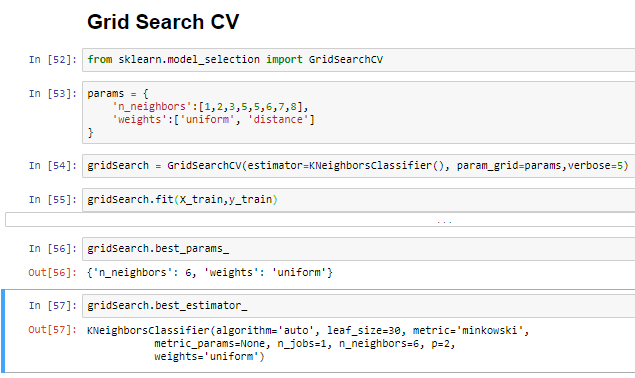 Grid Search CV
In [52]: from sklearn.model_selection import GridSearchCV
In [53]: params = {
'n_neighbors':[1,2,3,5,5,6,7,8],
'weights':['uniform', 'distance']
}
In [54]: gridSearch = GridSearchCV(estimator=KNeighborsClassifier(), param_grid=params,verbose=5)
In [55]: gridSearch.fit(X_train,y_train)
...
In [56]: gridSearch.best_params_
Out[56]: {'n_neighbors': 6, 'weights': 'uniform'}
In [57]: gridSearch.best_estimator_
Out[57]: KNeighborsClassifier(algorithm='auto', leaf_size=30, metric='minkowski',
metric_params=None, n_jobs=1, n_neighbors=6, p=2,
weights='uniform')